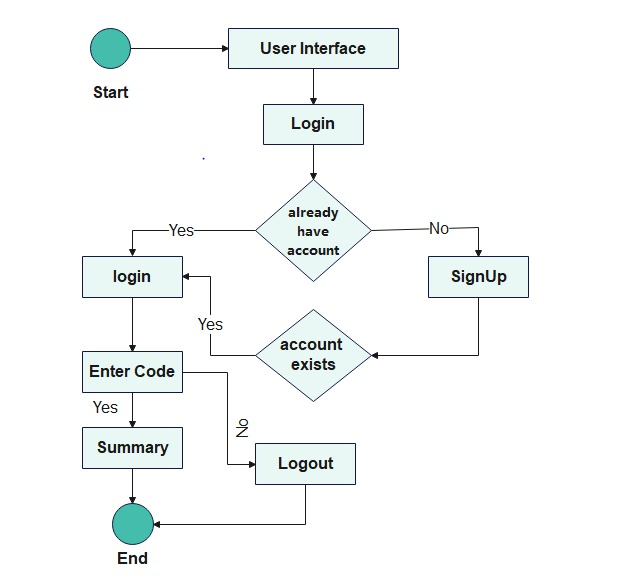 User Interface
Start
Login
already
have
account
Yes
No
login
SignUp
Yes
account
exists
Enter Code
Yes
No
Summary
Logout
End